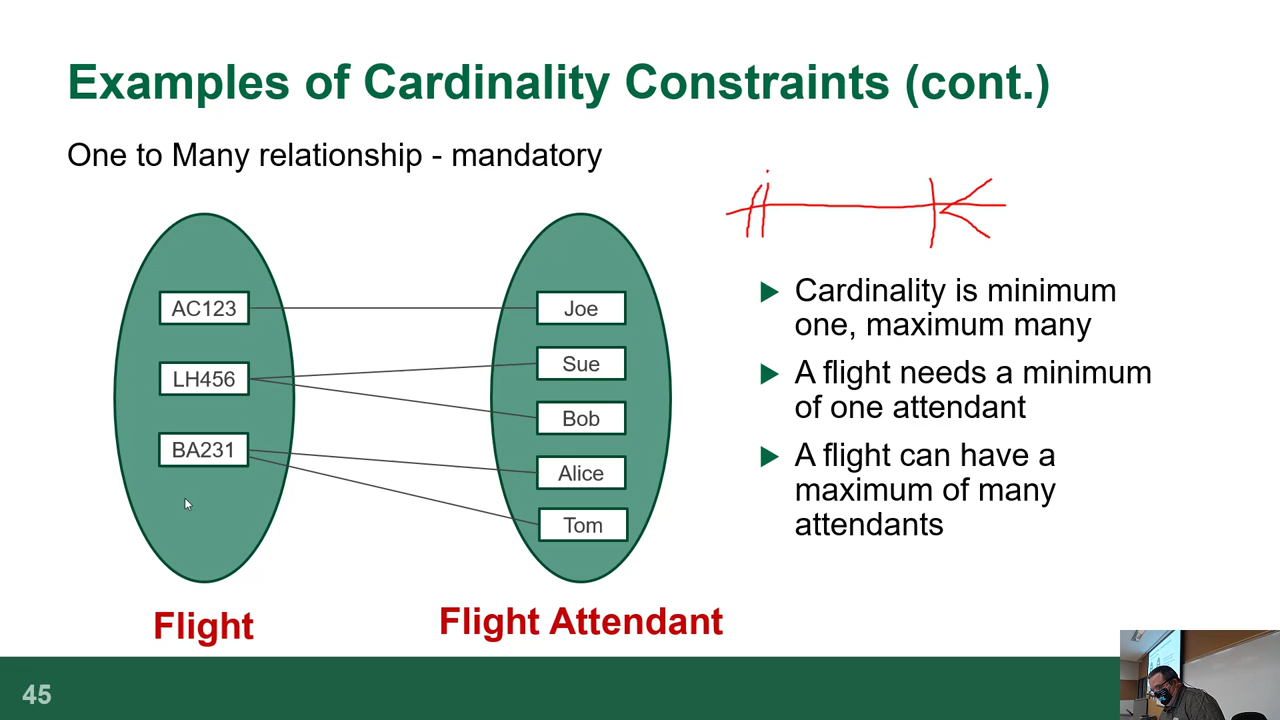 Examples of Cardinality Constraints (cont.)
One to Many relationship - mandatory
AC123
LH456
BA231
Joe
Sue
Bob
Alice
Tom
Flight
Flight Attendant
Cardinality is minimum
one, maximum many
A flight needs a minimum
of one attendant
A flight can have a
maximum of many
attendants
45